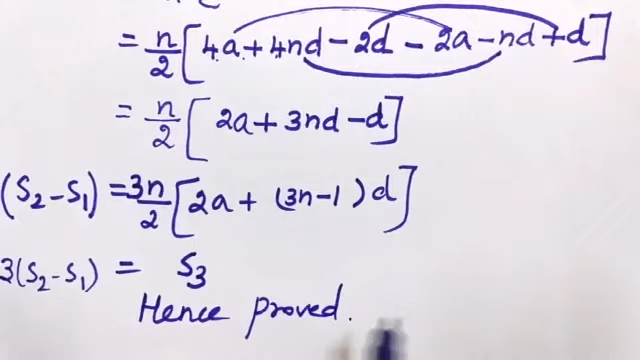 = n/2 [4a + 4nd - 2d - 2a - nd + d]
= n/2 [2a + 3nd - d]
(S₂ - S₁) = 3n/2 [2a + (3n - 1) d]
3(S₂ - S₁) = S₃
Hence proved.